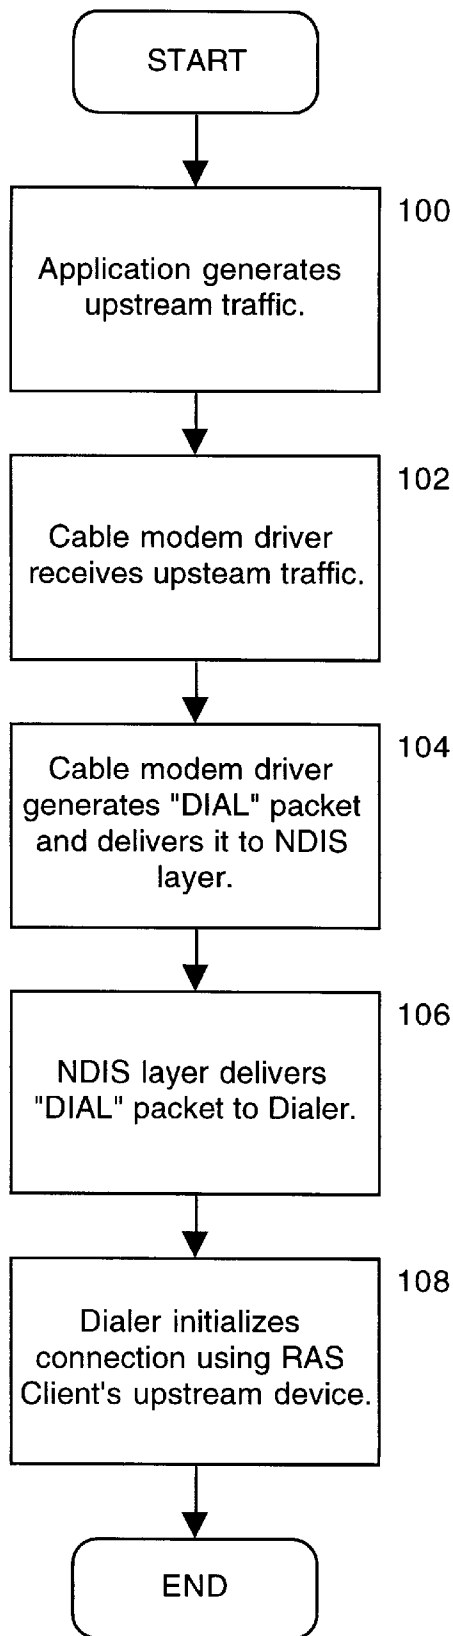 START
100
Application generates
upstream traffic.
102
Cable modem driver
receives upsteam traffic.
104
Cable modem driver
generates "DIAL" packet
and delivers it to NDIS
layer.
106
NDIS layer delivers
"DIAL" packet to Dialer.
108
Dialer initializes
connection using RAS
Client's upstream device.
END